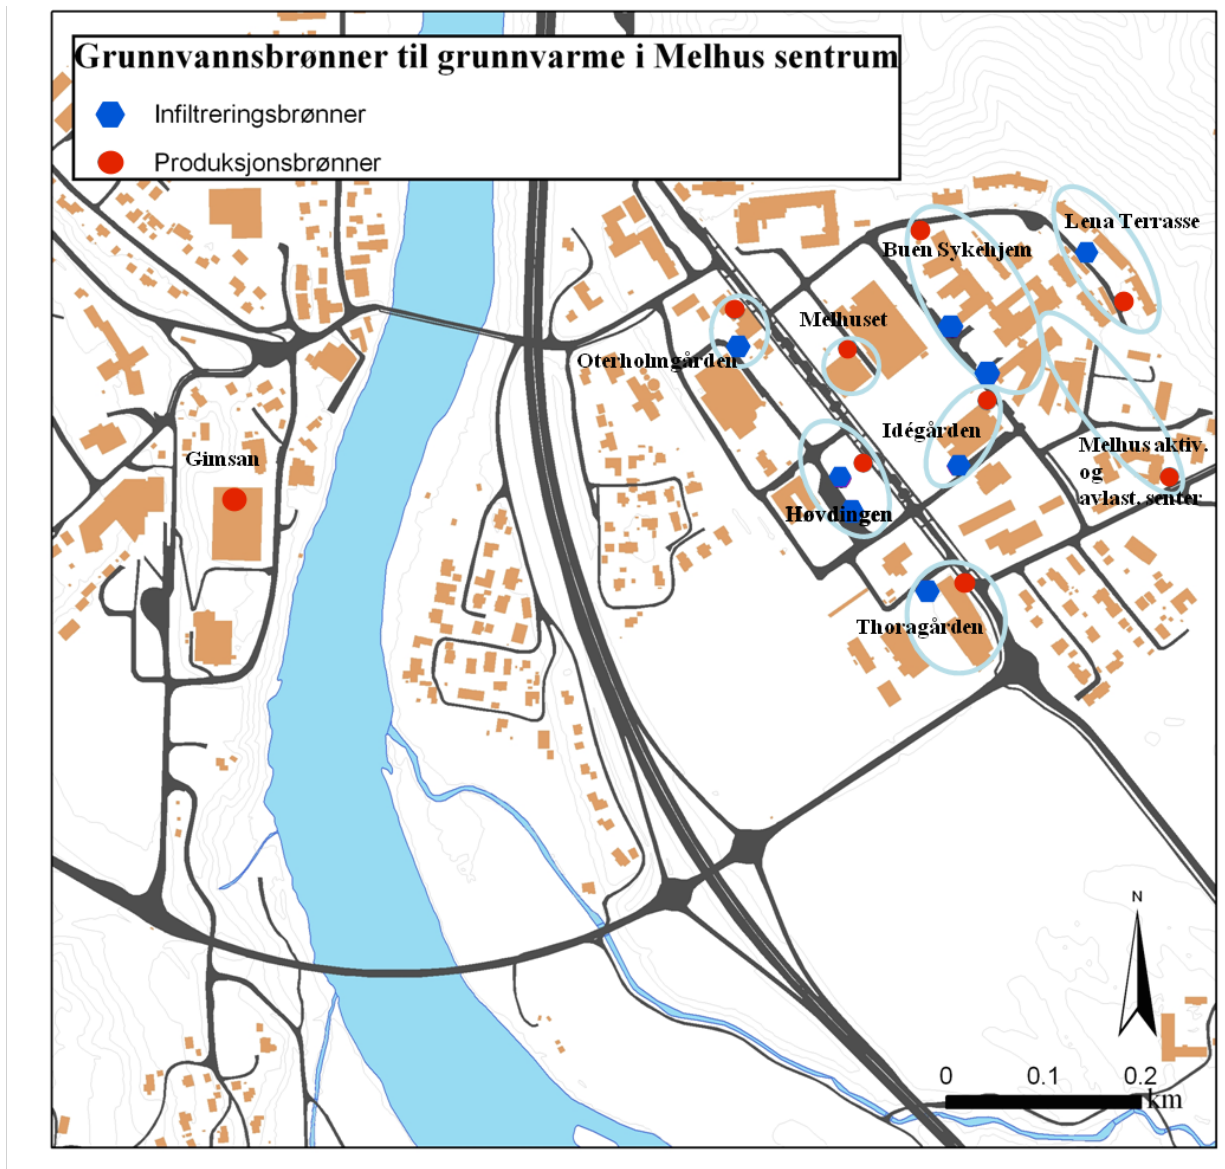 Grunnvannsbrønner til grunnvarme i Melhus sentrum
Infiltreringsbrønner
Produksjonsbrønner
Lena Terrasse
Buen Sykehjem
Melhuset
Oterholmgården
Idégården
Melhus aktiv.
og
avlast. senter
Gimsan
Høvdingen
Thoragården
N
0 0.1 0.2
km